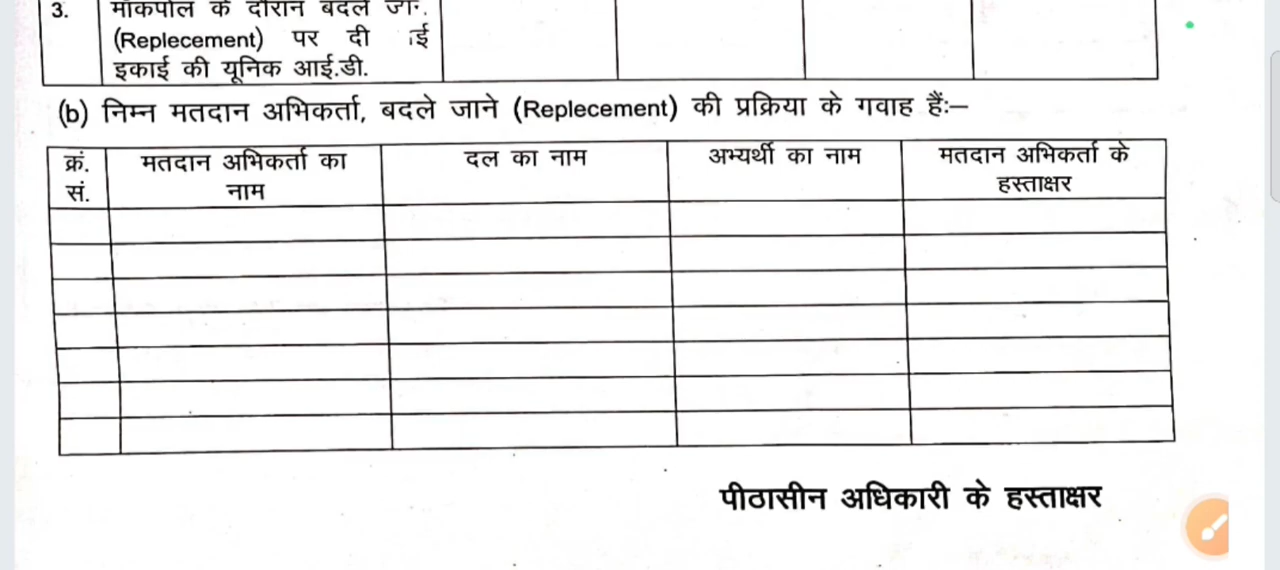 3. मॉकपोल के दौरान बदले
(Replecement) पर दी
इकाई की यूनिक आई.डी.
(b) निम्न मतदान अभिकर्ता, बदले जाने (Replecement) की प्रक्रिया के गवाह हैं:–
क्रं. मतदान अभिकर्ता का दल का नाम अभ्यर्थी का नाम मतदान अभिकर्ता के
सं. नाम हस्ताक्षर
पीठासीन अधिकारी के हस्ताक्षर